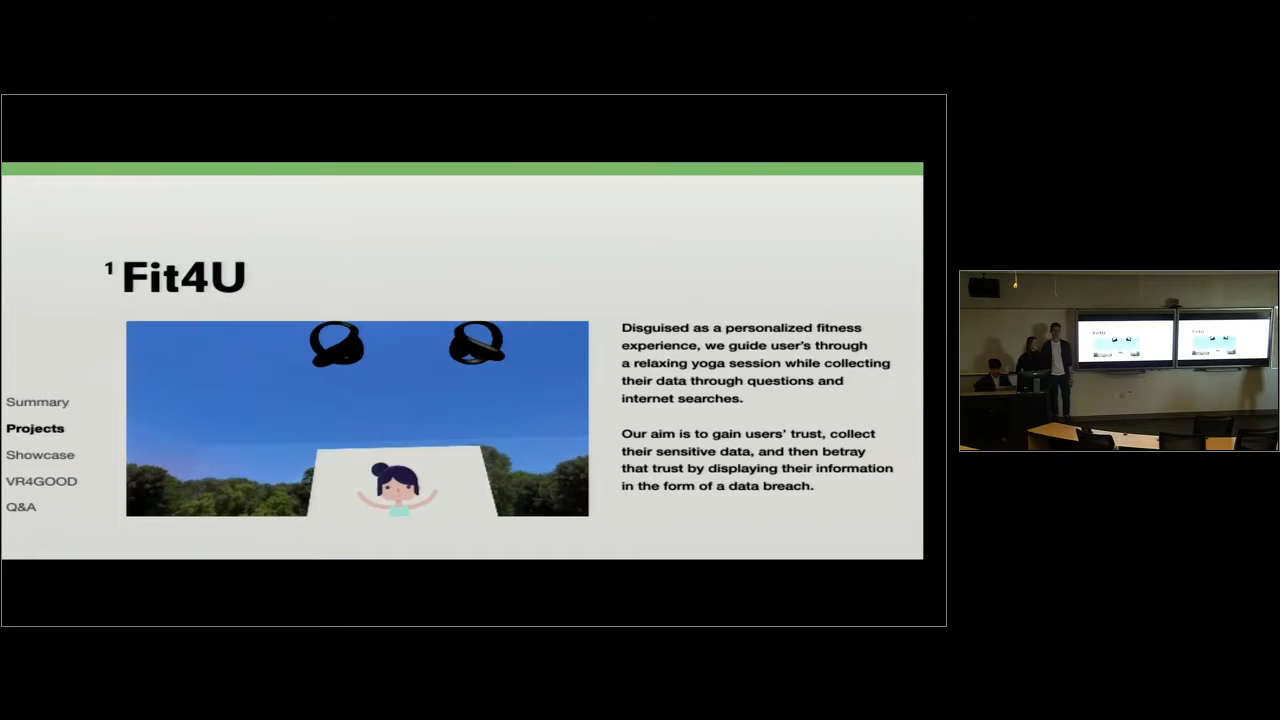 ¹ Fit4U
Disguised as a personalized fitness
experience, we guide user's through
a relaxing yoga session while collecting
their data through questions and
internet searches.
Our aim is to gain users' trust, collect
their sensitive data, and then betray
that trust by displaying their information
in the form of a data breach.
Summary
Projects
Showcase
VR4GOOD
Q&A
Fit4U
Fit4U